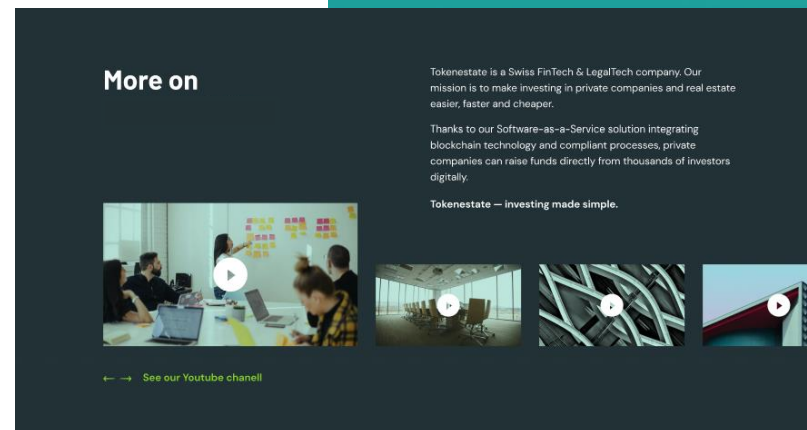 More on
Tokenestate is a Swiss FinTech & LegalTech company. Our
mission is to make investing in private companies and real estate
easier, faster and cheaper.
Thanks to our Software-as-a-Service solution integrating
blockchain technology and compliant processes, private
companies can raise funds directly from thousands of investors
digitally.
Tokenestate — investing made simple.
← → See our Youtube chanell